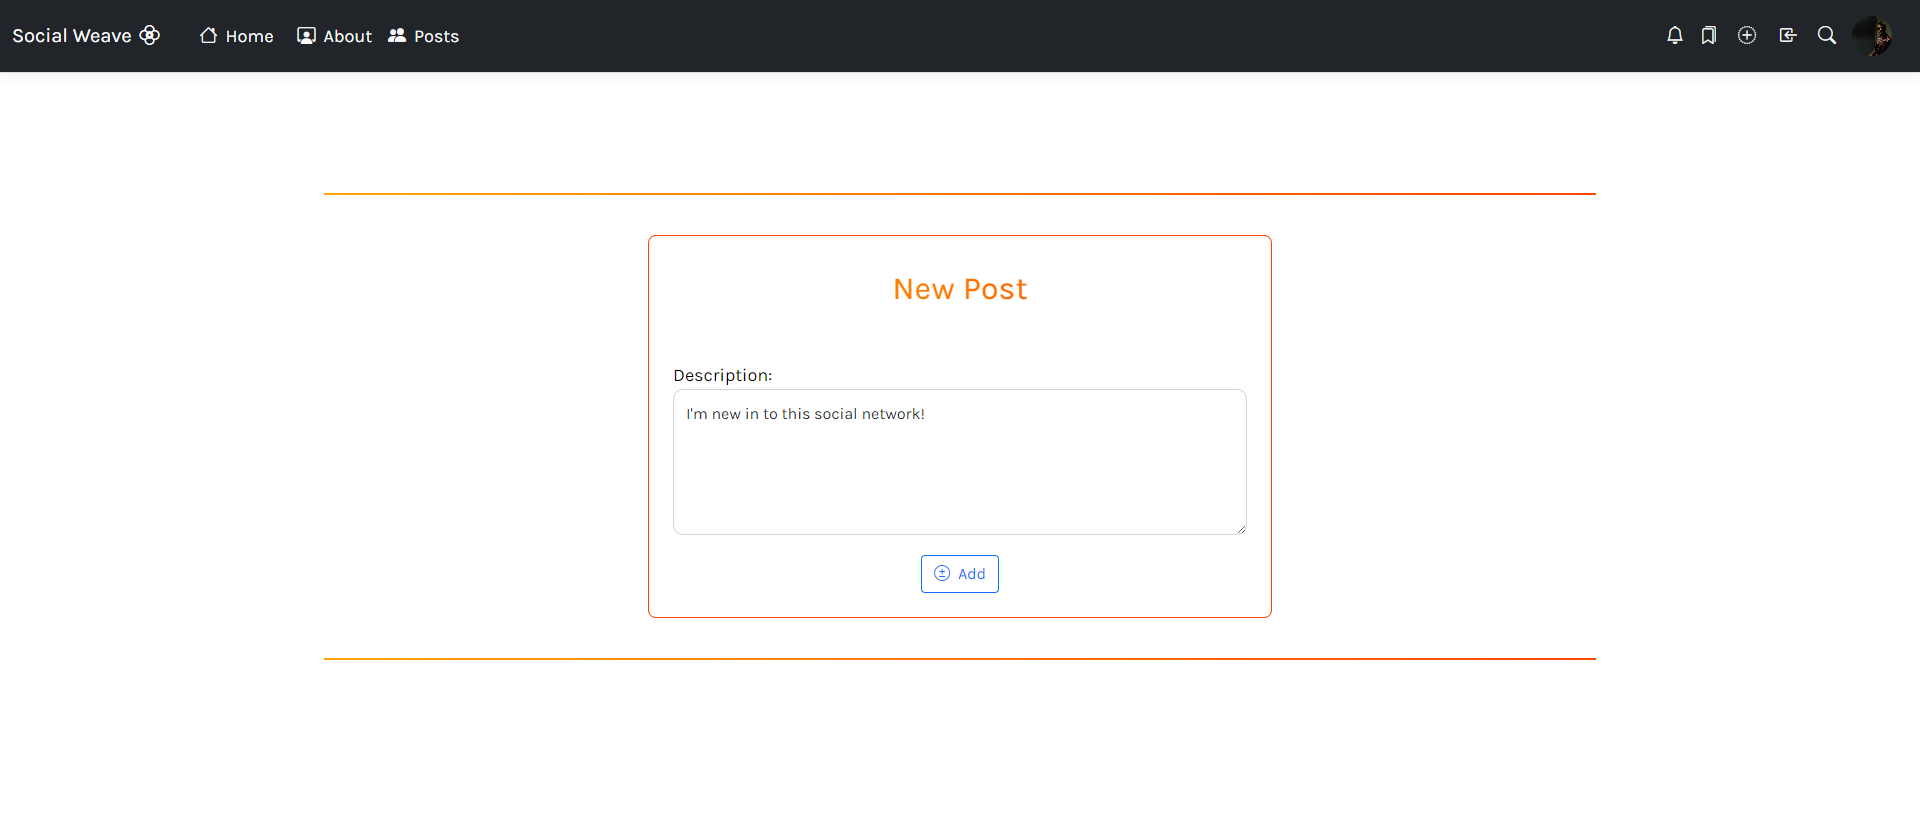 Social Weave Home About Posts
New Post
Description:
I'm new in to this social network!
Add